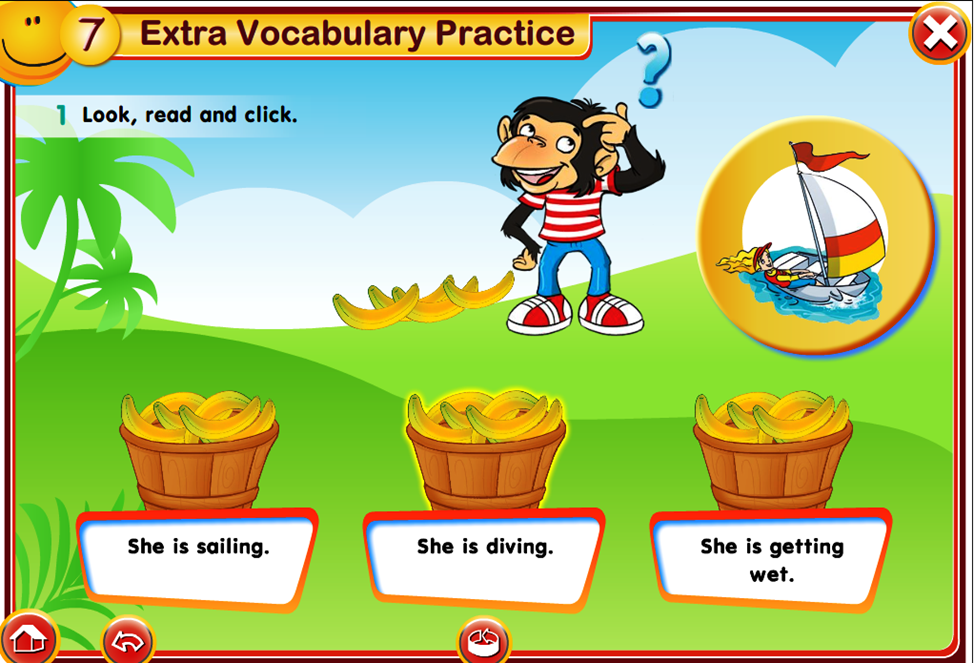 7 Extra Vocabulary Practice
1 Look, read and click.
?
She is sailing.
She is diving.
She is getting
wet.